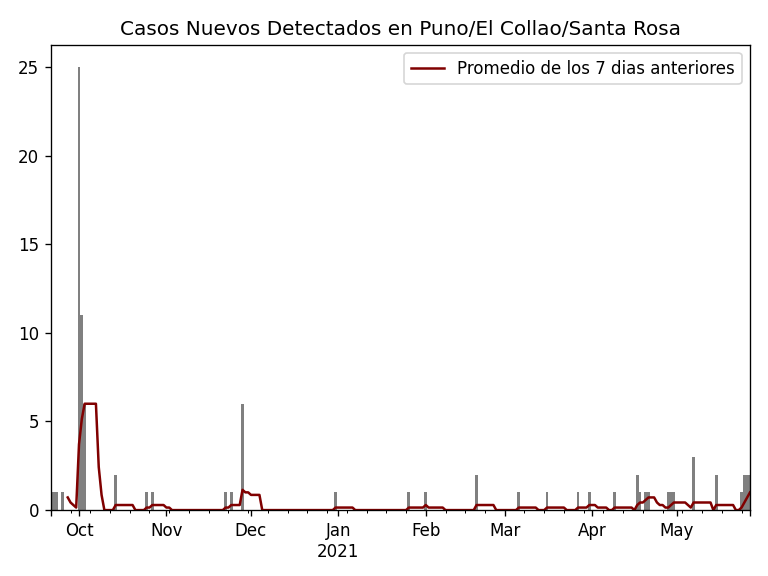 Casos Nuevos Detectados en Puno/El Collao/Santa Rosa
Promedio de los 7 dias anteriores
25
20
15
10
5
0
Oct Nov Dec Jan Feb Mar Apr May
2021